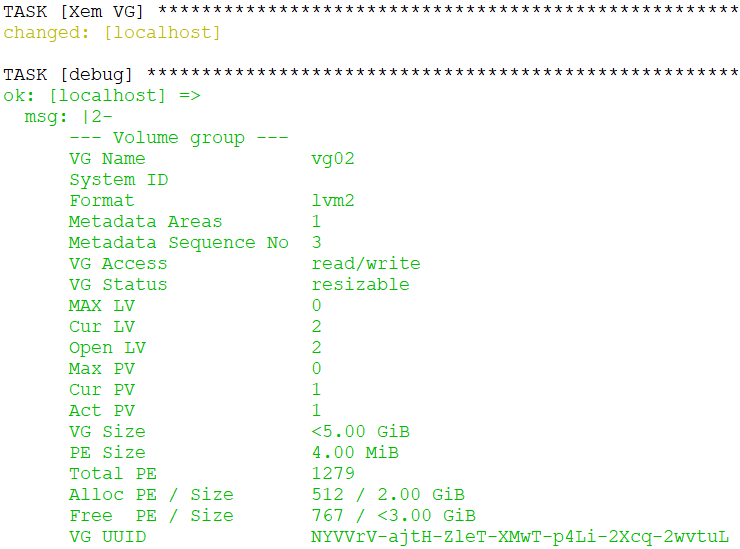 TASK [Xem VG] *****************************************************
changed: [localhost]
TASK [debug] ******************************************************
ok: [localhost] =>
  msg: |2-
      --- Volume group ---
      VG Name               vg02
      System ID
      Format                lvm2
      Metadata Areas        1
      Metadata Sequence No  3
      VG Access             read/write
      VG Status             resizable
      MAX LV                0
      Cur LV                2
      Open LV               2
      Max PV                0
      Cur PV                1
      Act PV                1
      VG Size               <5.00 GiB
      PE Size               4.00 MiB
      Total PE              1279
      Alloc PE / Size       512 / 2.00 GiB
      Free  PE / Size       767 / <3.00 GiB
      VG UUID               NYVVrV-ajtH-ZleT-XMwT-p4Li-2Xcq-2wvtuL